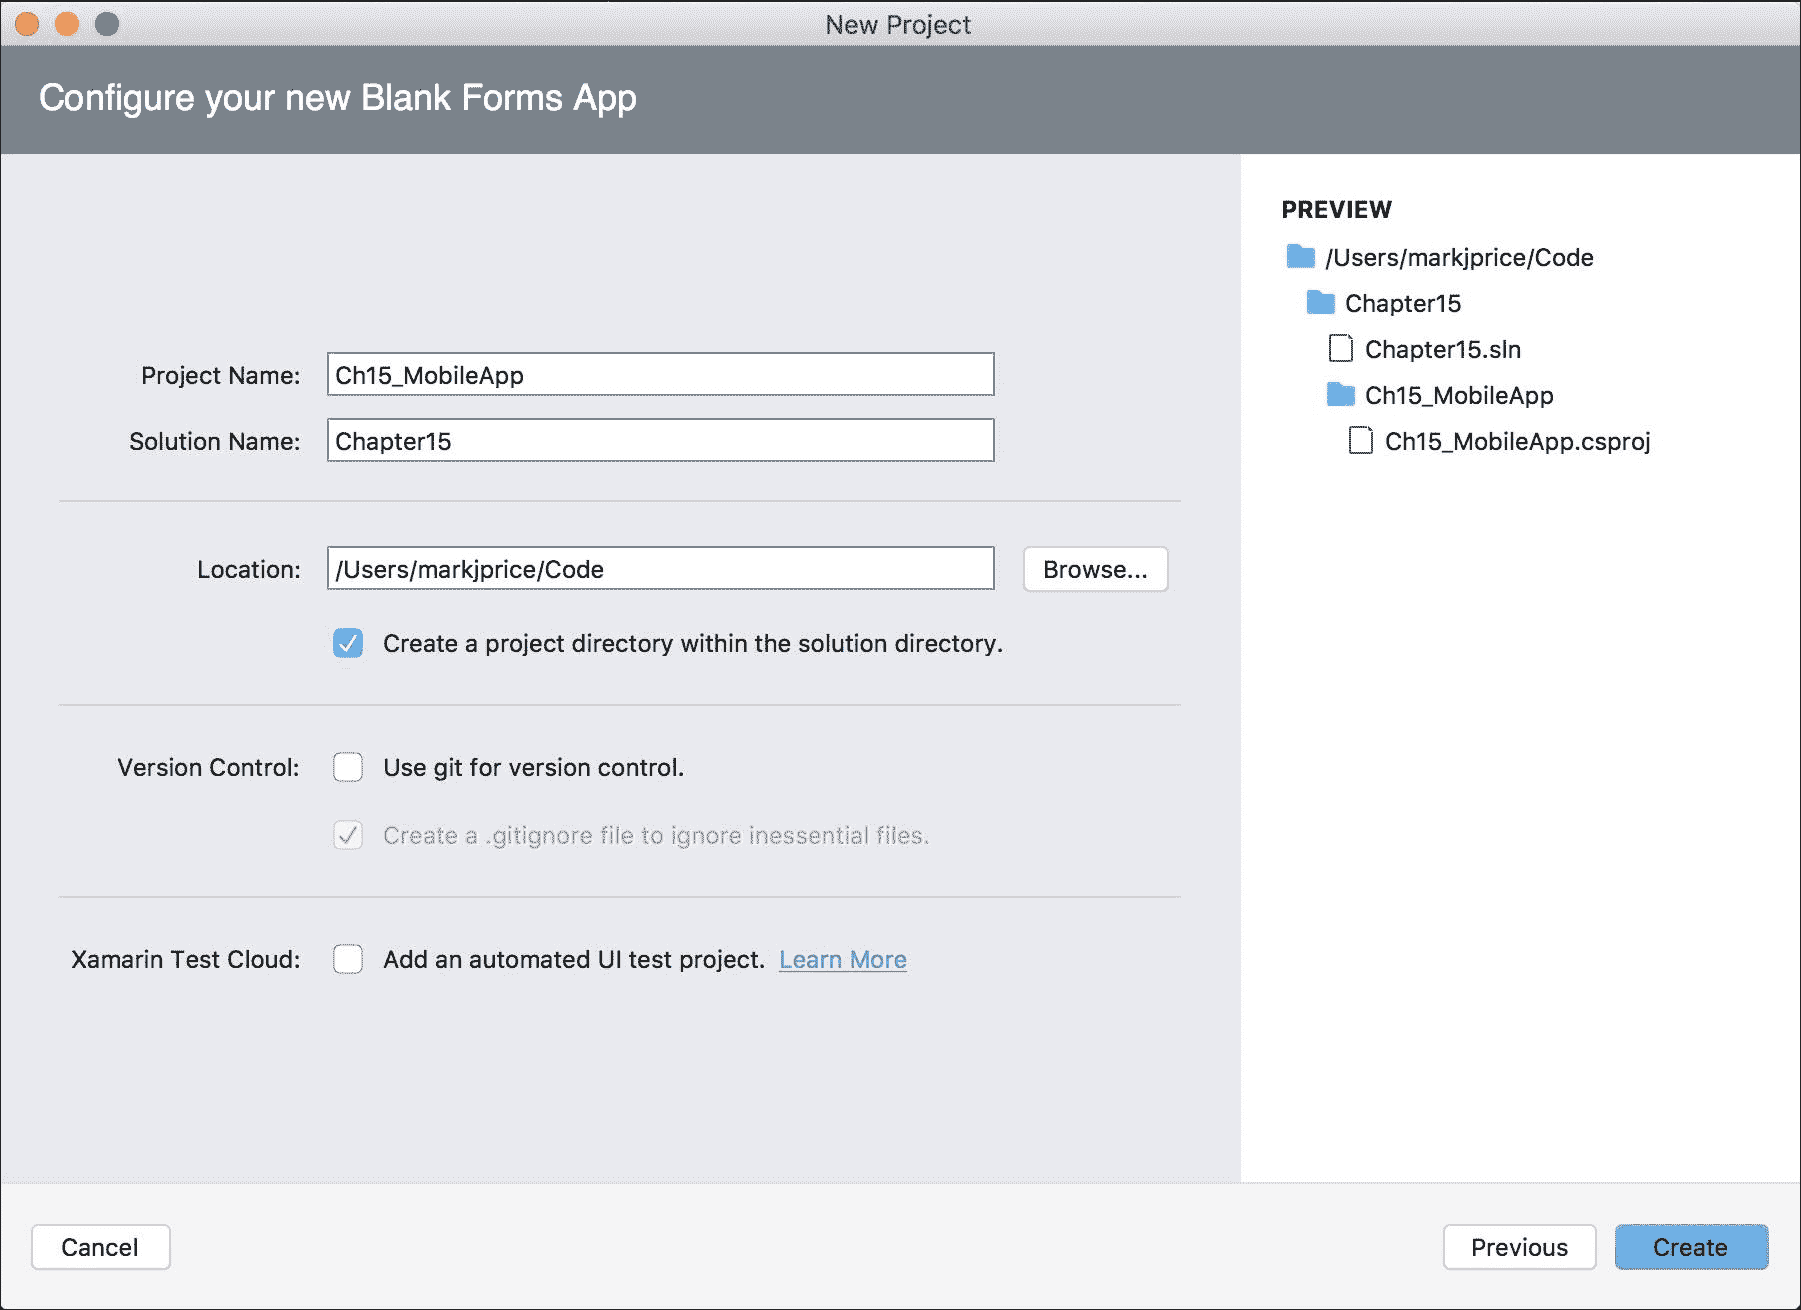 New Project
Configure your new Blank Forms App
Project Name: Ch15_MobileApp
Solution Name: Chapter15
Location: /Users/markjprice/Code Browse...
Create a project directory within the solution directory.
Version Control: Use git for version control.
Create a .gitignore file to ignore inessential files.
Xamarin Test Cloud: Add an automated UI test project. Learn More
PREVIEW
/Users/markjprice/Code
Chapter15
Chapter15.sln
Ch15_MobileApp
Ch15_MobileApp.csproj
Cancel Previous Create